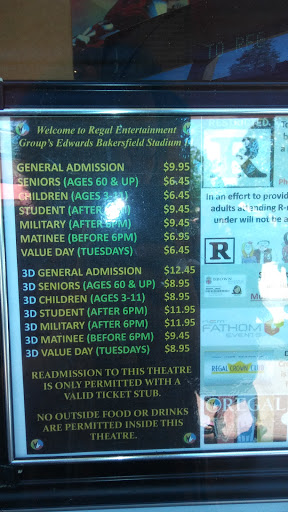 Welcome to Regal Entertainment
Group's Edwards Bakersfield Stadium
GENERAL ADMISSION $9.95
SENIORS (AGES 60 & UP) $6.45
CHILDREN (AGES 3-11) $6.45
STUDENT (AFTER 6PM) $9.45
MILITARY (AFTER 6PM) $9.45
MATINEE (BEFORE 6PM) $6.95
VALUE DAY (TUESDAYS) $6.45
3D GENERAL ADMISSION $12.45
3D SENIORS (AGES 60 & UP) $8.95
3D CHILDREN (AGES 3-11) $8.95
3D STUDENT (AFTER 6PM) $11.95
3D MILITARY (AFTER 6PM) $11.95
3D MATINEE (BEFORE 6PM) $9.45
3D VALUE DAY (TUESDAYS) $8.95
READMISSION TO THIS THEATRE
IS ONLY PERMITTED WITH A
VALID TICKET STUB.
NO OUTSIDE FOOD OR DRINKS
ARE PERMITTED INSIDE THIS
THEATRE.
In an effort to provid
adults attending R-r
under will not be a
R
FATHOM
EVENTS
REGAL CROWN CLUB
REGAL